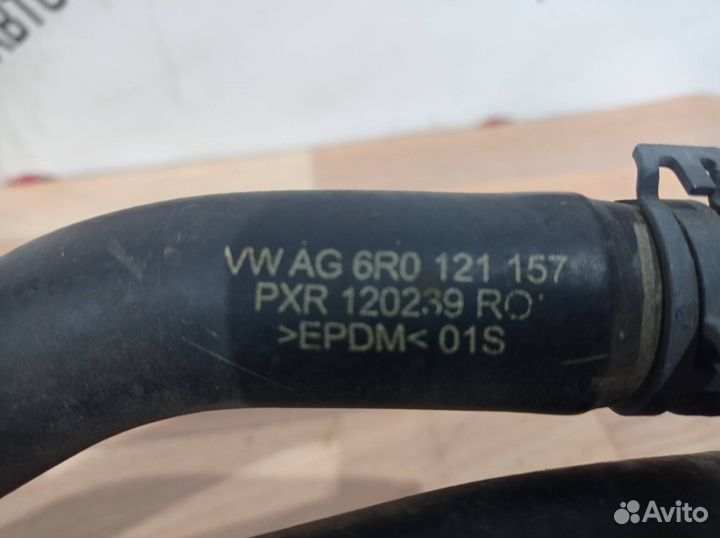 VW AG 6R0 121 157
PXR 120239 RO
>EPDM< 01S
Avito